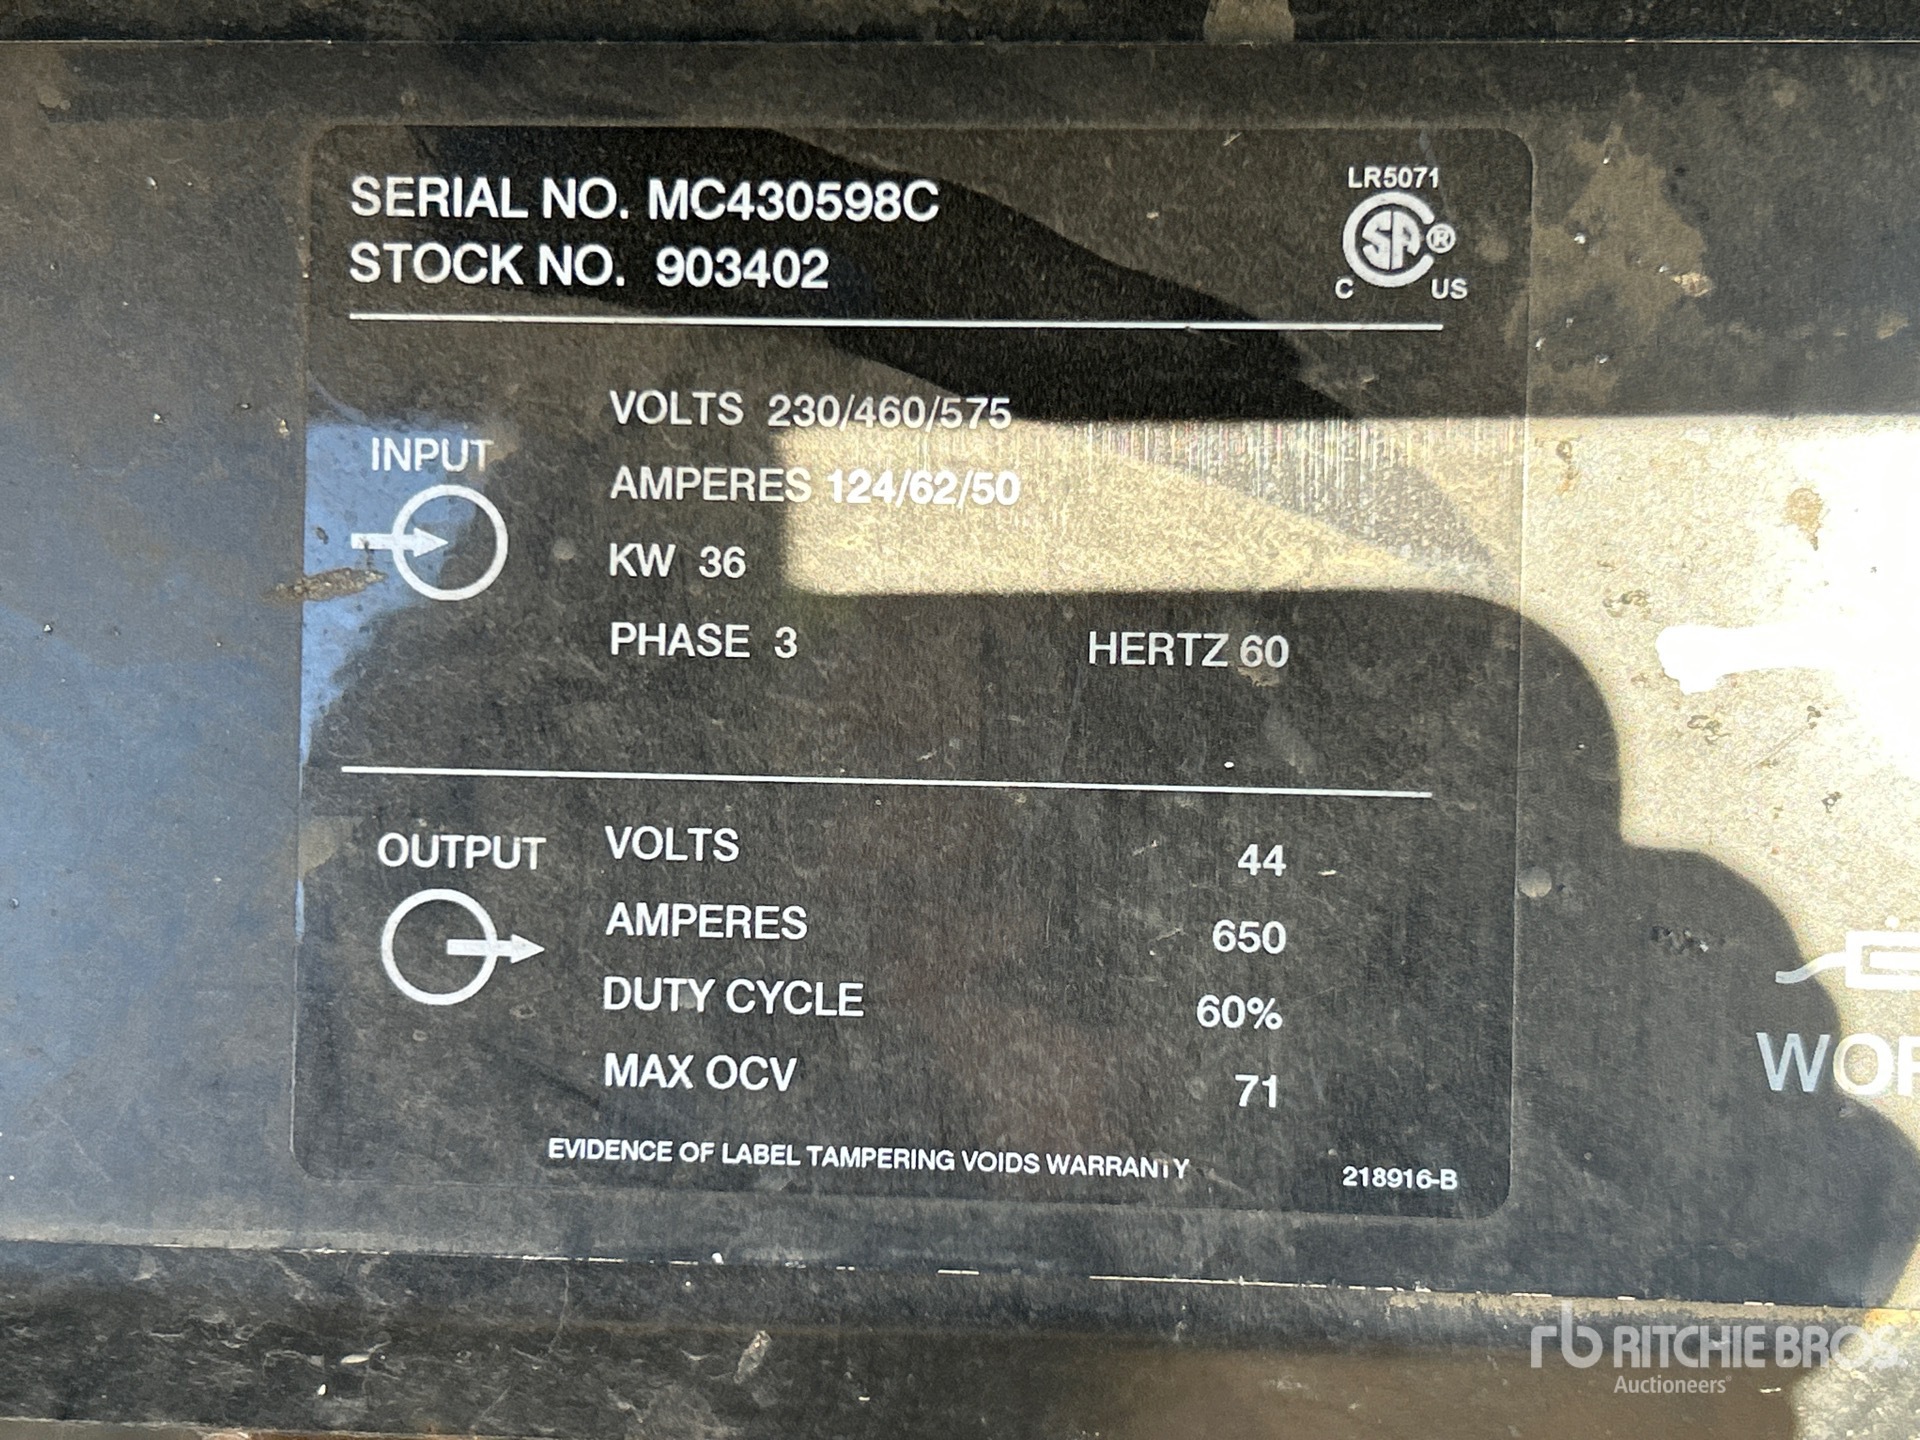 SERIAL NO. MC430598C
STOCK NO. 903402
LR5071
SA®
C US
INPUT
VOLTS 230/460/575
AMPERES 124/62/50
KW 36
PHASE 3 HERTZ 60
OUTPUT
VOLTS 44
AMPERES 650
DUTY CYCLE 60%
MAX OCV 71
EVIDENCE OF LABEL TAMPERING VOIDS WARRANTY
218916-B
rb RITCHIE BROS
Auctioneers